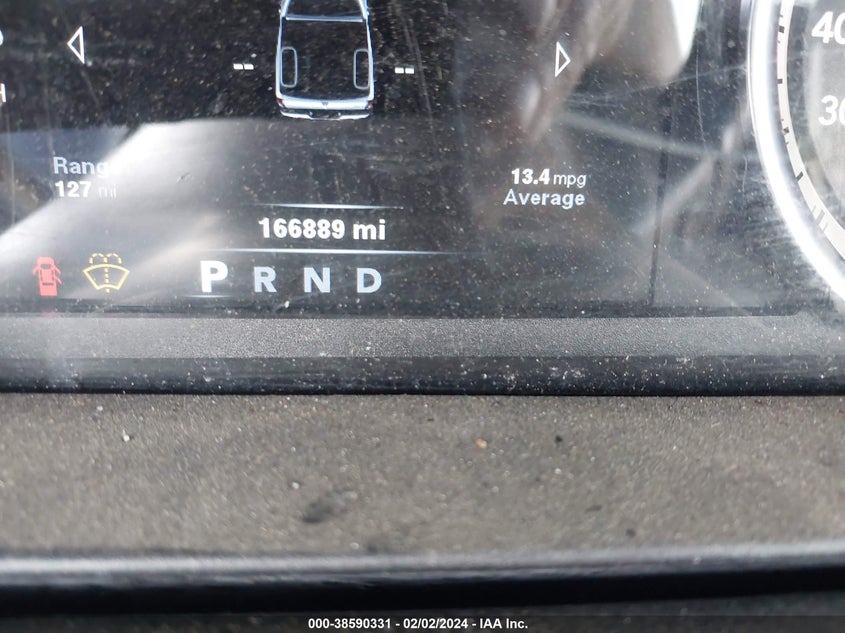 40
30
-- --
Range
127 mi
13.4 mpg
Average
166889 mi
P R N D
000-38590331 — 02/02/2024 — IAA Inc.